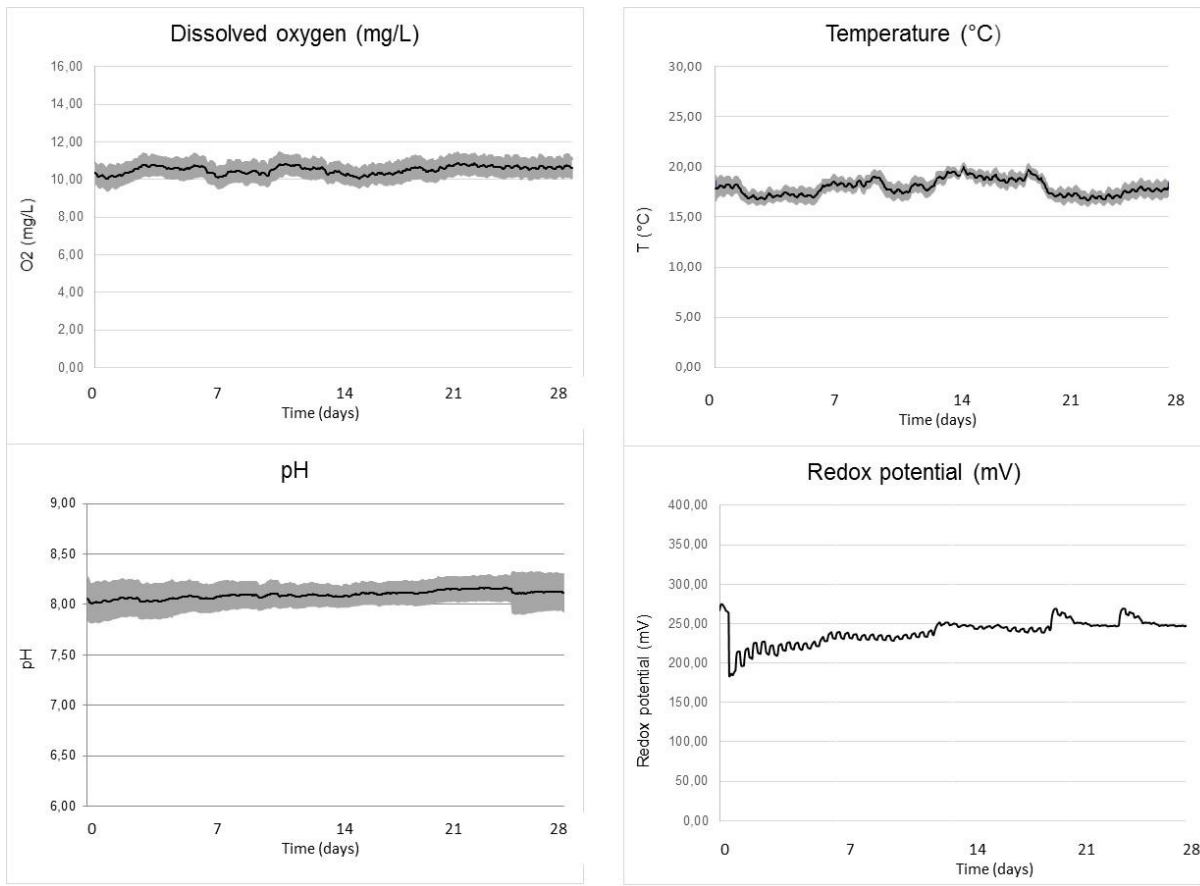 Dissolved oxygen (mg/L)
16,00
14,00
12,00
10,00
8,00
6,00
4,00
2,00
0,00
O2 (mg/L)
0 7 14 21 28
Time (days)
Temperature (°C)
30,00
25,00
20,00
15,00
10,00
5,00
0,00
T (°C)
0 7 14 21 28
Time (days)
pH
9,00
8,50
8,00
7,50
7,00
6,50
6,00
pH
0 7 14 21 28
Time (days)
Redox potential (mV)
400,00
350,00
300,00
250,00
200,00
150,00
100,00
50,00
0,00
Redox potential (mV)
0 7 14 21 28
Time (days)